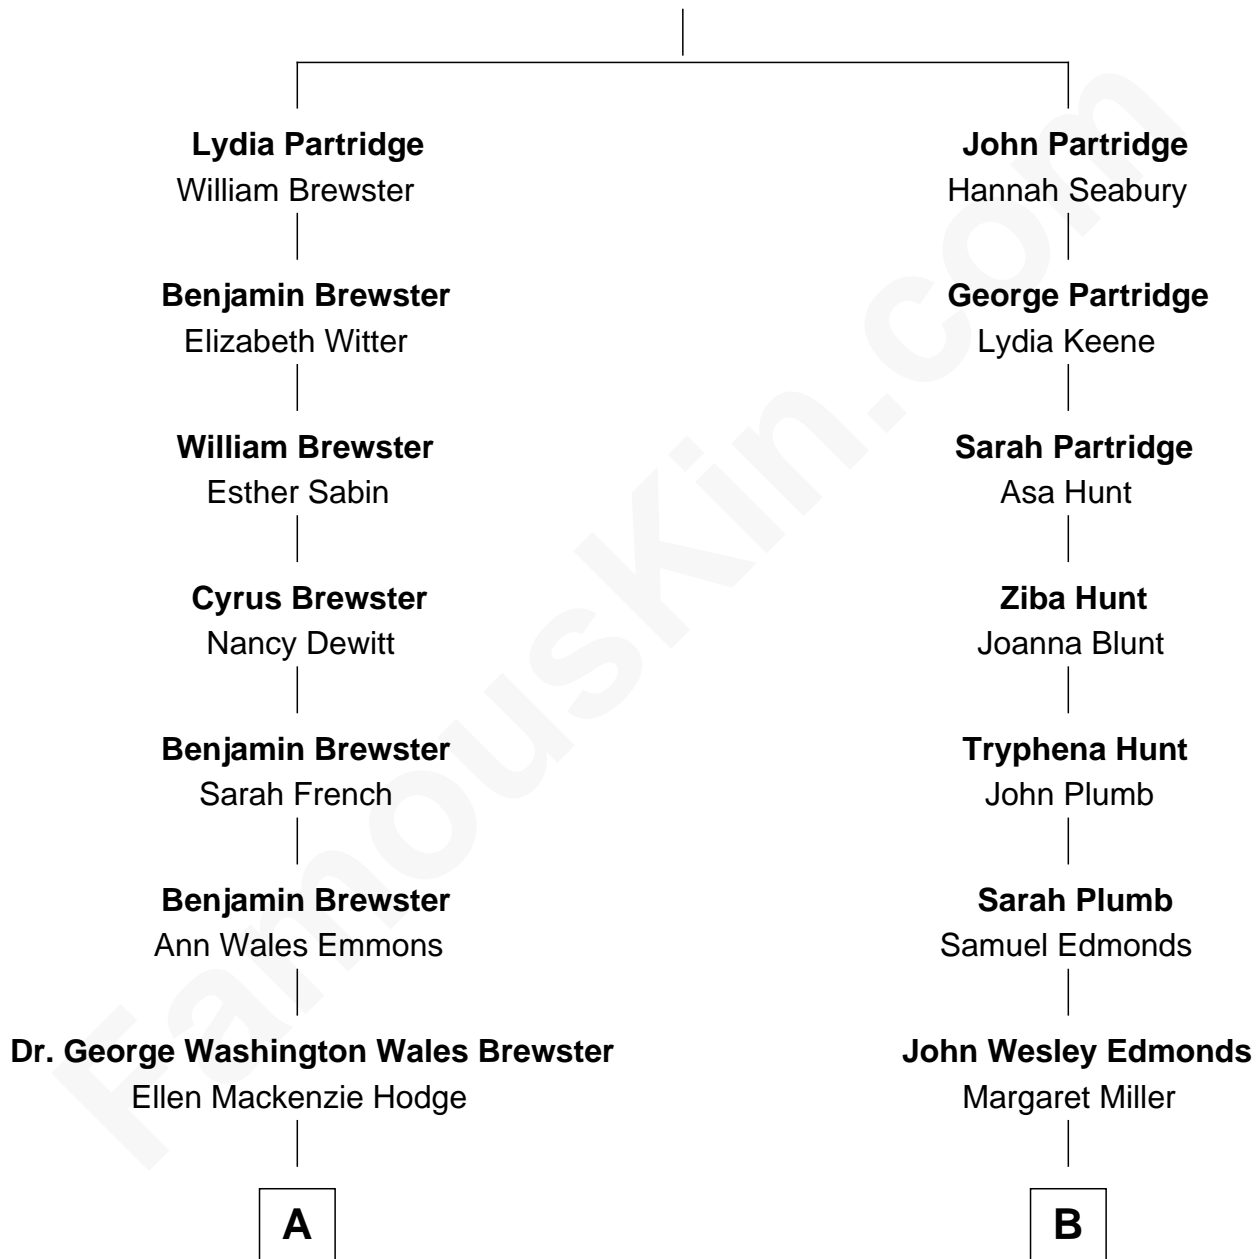 Lydia Partridge
William Brewster
Benjamin Brewster
Elizabeth Witter
William Brewster
Esther Sabin
Cyrus Brewster
Nancy Dewitt
Benjamin Brewster
Sarah French
Benjamin Brewster
Ann Wales Emmons
Dr. George Washington Wales Brewster
Ellen Mackenzie Hodge
A
John Partridge
Hannah Seabury
George Partridge
Lydia Keene
Sarah Partridge
Asa Hunt
Ziba Hunt
Joanna Blunt
Tryphena Hunt
John Plumb
Sarah Plumb
Samuel Edmonds
John Wesley Edmonds
Margaret Miller
B
FamousKin.com